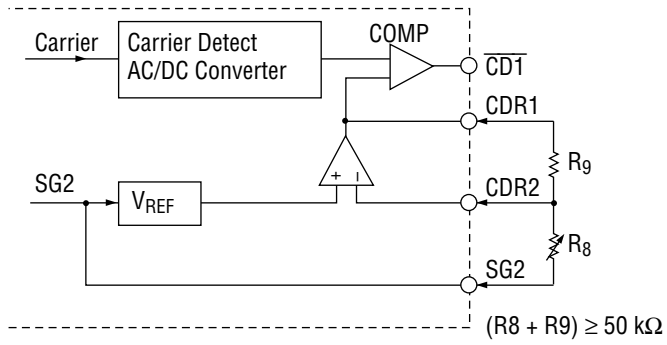 Carrier
Carrier Detect
AC/DC Converter
COMP
CD1
CDR1
R9
+ –
SG2
VREF
CDR2
R8
SG2
(R8 + R9) ≥ 50 kΩ